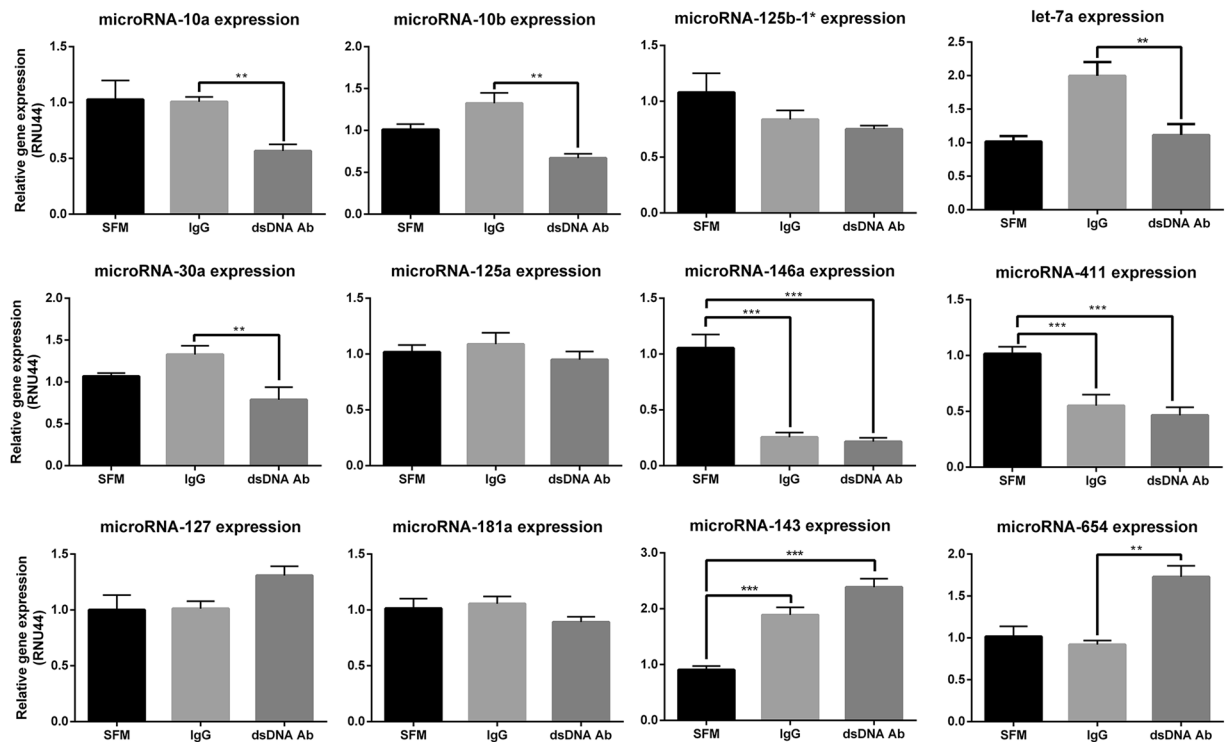 microRNA-10a expression
Relative gene expression
(RNU44)
1.5
1.0
0.5
0.0
**
SFM IgG dsDNA Ab
microRNA-10b expression
2.0
1.5
1.0
0.5
0.0
**
SFM IgG dsDNA Ab
microRNA-125b-1* expression
1.5
1.0
0.5
0.0
SFM IgG dsDNA Ab
let-7a expression
2.5
2.0
1.5
1.0
0.5
0.0
**
SFM IgG dsDNA Ab
microRNA-30a expression
Relative gene expression
(RNU44)
2.0
1.5
1.0
0.5
0.0
**
SFM IgG dsDNA Ab
microRNA-125a expression
1.5
1.0
0.5
0.0
SFM IgG dsDNA Ab
microRNA-146a expression
1.5
1.0
0.5
0.0
***
***
SFM IgG dsDNA Ab
microRNA-411 expression
1.5
1.0
0.5
0.0
***
***
SFM IgG dsDNA Ab
microRNA-127 expression
Relative gene expression
(RNU44)
1.5
1.0
0.5
0.0
SFM IgG dsDNA Ab
microRNA-181a expression
1.5
1.0
0.5
0.0
SFM IgG dsDNA Ab
microRNA-143 expression
3.0
2.0
1.0
0.0
***
***
SFM IgG dsDNA Ab
microRNA-654 expression
2.0
1.5
1.0
0.5
0.0
**
SFM IgG dsDNA Ab